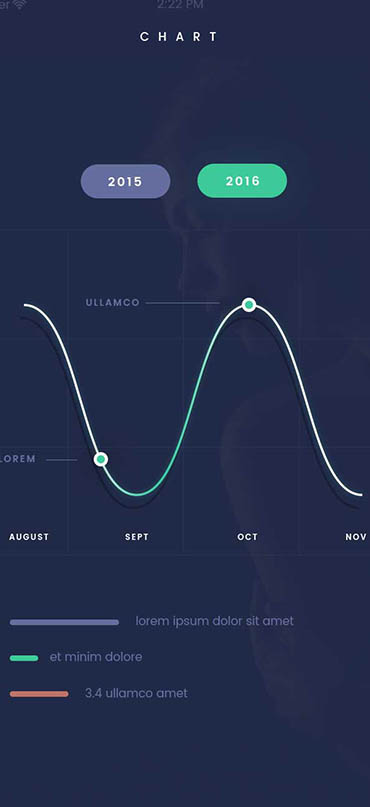 er 2:22 PM
CHART
2015 2016
ULLAMCO
LOREM
AUGUST SEPT OCT NOV
lorem ipsum dolor sit amet
et minim dolore
3.4 ullamco amet